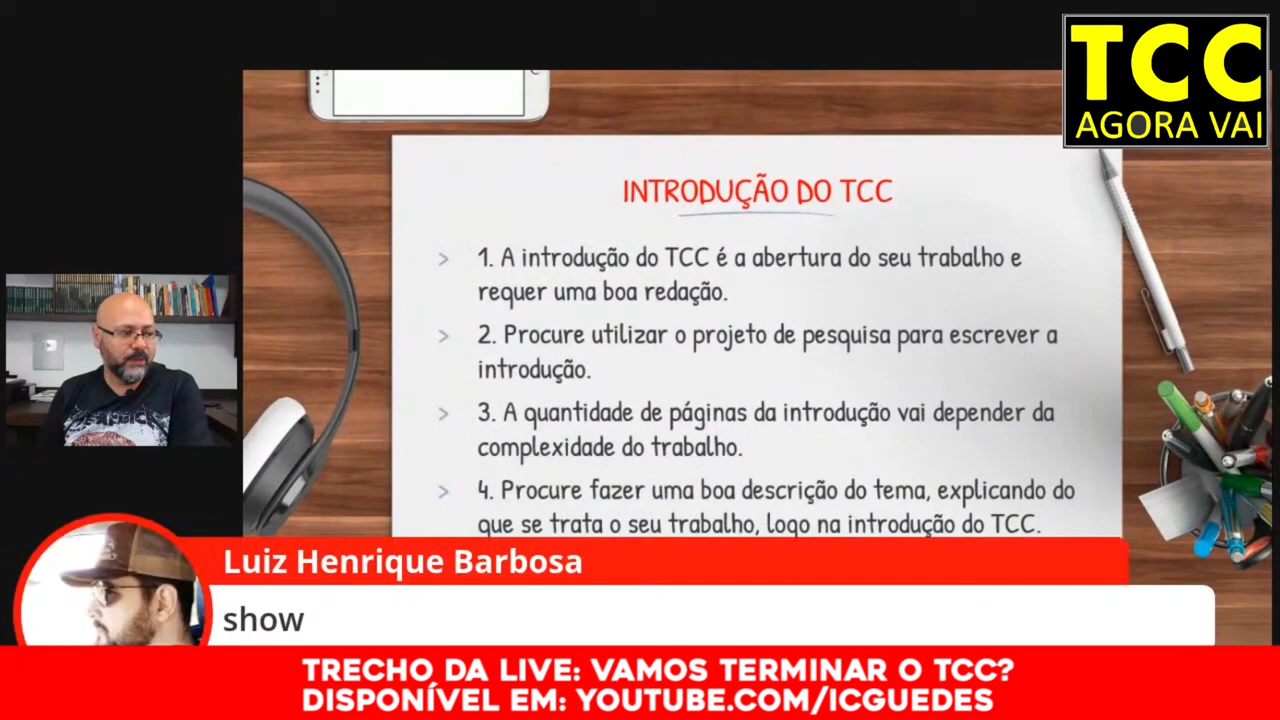 TCC
AGORA VAI
INTRODUÇÃO DO TCC
> 1. A introdução do TCC é a abertura do seu trabalho e
requer uma boa redação.
> 2. Procure utilizar o projeto de pesquisa para escrever a
introdução.
> 3. A quantidade de páginas da introdução vai depender da
complexidade do trabalho.
> 4. Procure fazer uma boa descrição do tema, explicando do
que se trata o seu trabalho, logo na introdução do TCC.
Luiz Henrique Barbosa
show
TRECHO DA LIVE: VAMOS TERMINAR O TCC?
DISPONÍVEL EM: YOUTUBE.COM/ICGUEDES